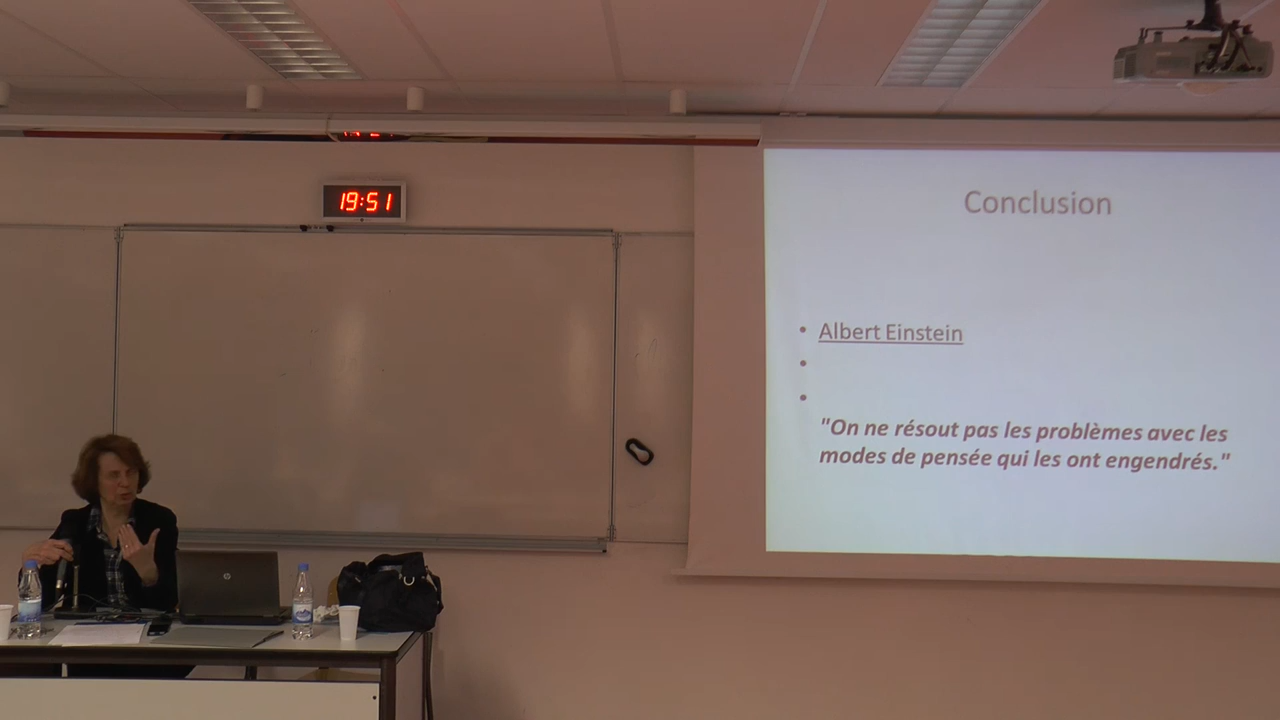 19:51
Conclusion
• Albert Einstein
•
•
"On ne résout pas les problèmes avec les
modes de pensée qui les ont engendrés."
hp